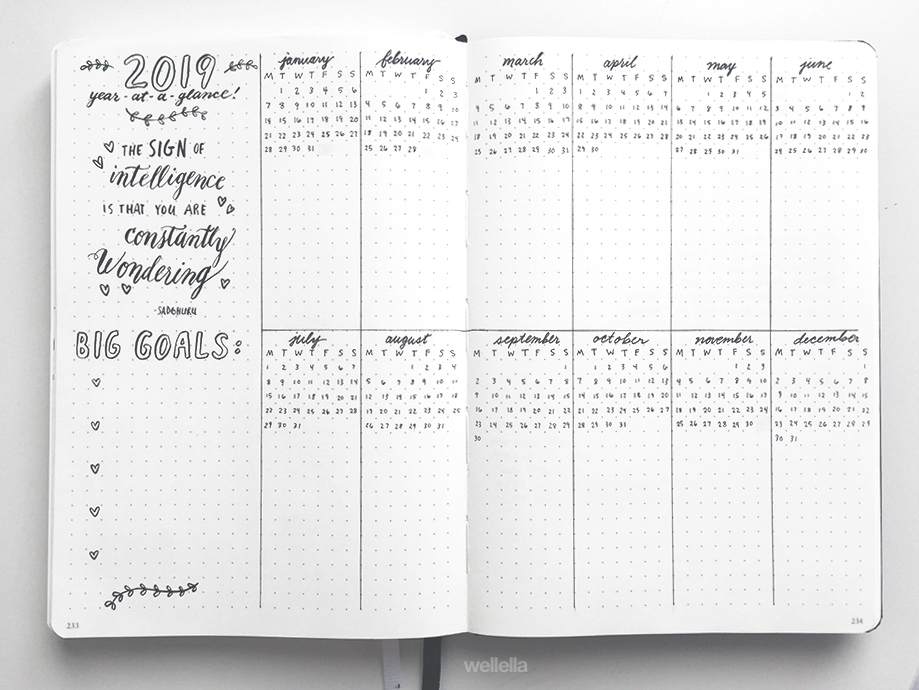 2019
year-at-a-glance!
THE SIGN OF
intelligence
IS THAT YOU ARE
constantly
Wondering
-SADGHURU
BIG GOALS:
233
january
M T W T F S S
1 2 3 4 5 6
7 8 9 10 11 12 13
14 15 16 17 18 19 20
21 22 23 24 25 26 27
28 29 30 31
february
M T W T F S S
1 2 3
4 5 6 7 8 9 10
11 12 13 14 15 16 17
18 19 20 21 22 23 24
25 26 27 28
march
M T W T F S S
1 2 3
4 5 6 7 8 9 10
11 12 13 14 15 16 17
18 19 20 21 22 23 24
25 26 27 28 29 30 31
april
M T W T F S S
1 2 3 4 5 6 7
8 9 10 11 12 13 14
15 16 17 18 19 20 21
22 23 24 25 26 27 28
29 30
may
M T W T F S S
1 2 3 4 5
6 7 8 9 10 11 12
13 14 15 16 17 18 19
20 21 22 23 24 25 26
27 28 29 30 31
june
M T W T F S S
1 2
3 4 5 6 7 8 9
10 11 12 13 14 15 16
17 18 19 20 21 22 23
24 25 26 27 28 29 30
july
M T W T F S S
1 2 3 4 5 6 7
8 9 10 11 12 13 14
15 16 17 18 19 20 21
22 23 24 25 26 27 28
29 30 31
august
M T W T F S S
1 2 3 4
5 6 7 8 9 10 11
12 13 14 15 16 17 18
19 20 21 22 23 24 25
26 27 28 29 30 31
september
M T W T F S S
1
2 3 4 5 6 7 8
9 10 11 12 13 14 15
16 17 18 19 20 21 22
23 24 25 26 27 28 29
30
october
M T W T F S S
1 2 3 4 5 6
7 8 9 10 11 12 13
14 15 16 17 18 19 20
21 22 23 24 25 26 27
28 29 30 31
november
M T W T F S S
1 2 3
4 5 6 7 8 9 10
11 12 13 14 15 16 17
18 19 20 21 22 23 24
25 26 27 28 29 30
december
M T W T F S S
1
2 3 4 5 6 7 8
9 10 11 12 13 14 15
16 17 18 19 20 21 22
23 24 25 26 27 28 29
30 31
234
wellella